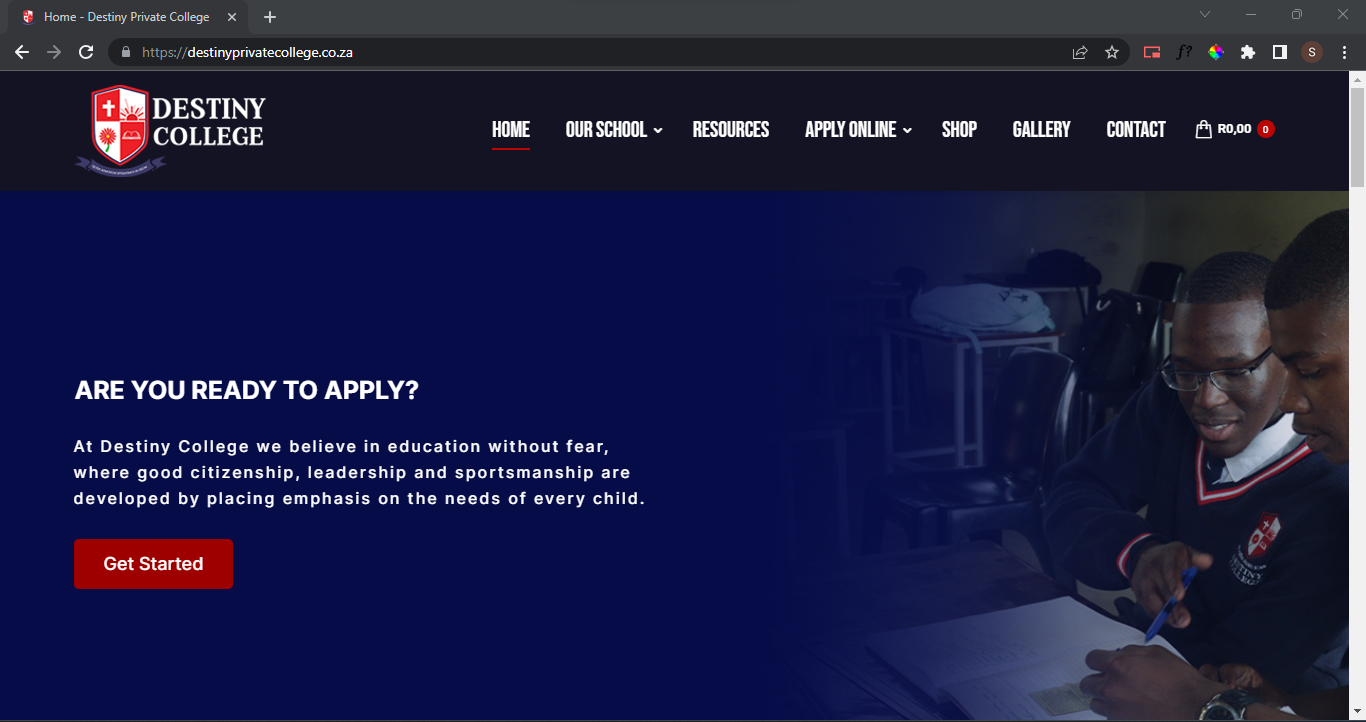 Home - Destiny Private College
https://destinyprivatecollege.co.za
f?
S
DESTINY
COLLEGE
HOME
OUR SCHOOL
RESOURCES
APPLY ONLINE
SHOP
GALLERY
CONTACT
R0,00 0
ARE YOU READY TO APPLY?
At Destiny College we believe in education without fear,
where good citizenship, leadership and sportsmanship are
developed by placing emphasis on the needs of every child.
Get Started
DESTINY
COLLEGE